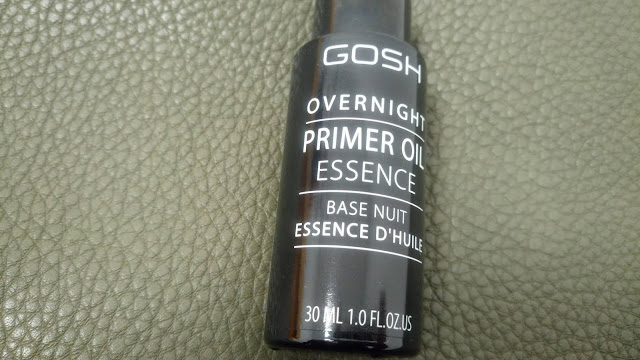 GOSH
OVERNIGHT
PRIMER OIL
ESSENCE
BASE NUIT
ESSENCE D'HUILE
30 ML 1.0 FL.OZ.US